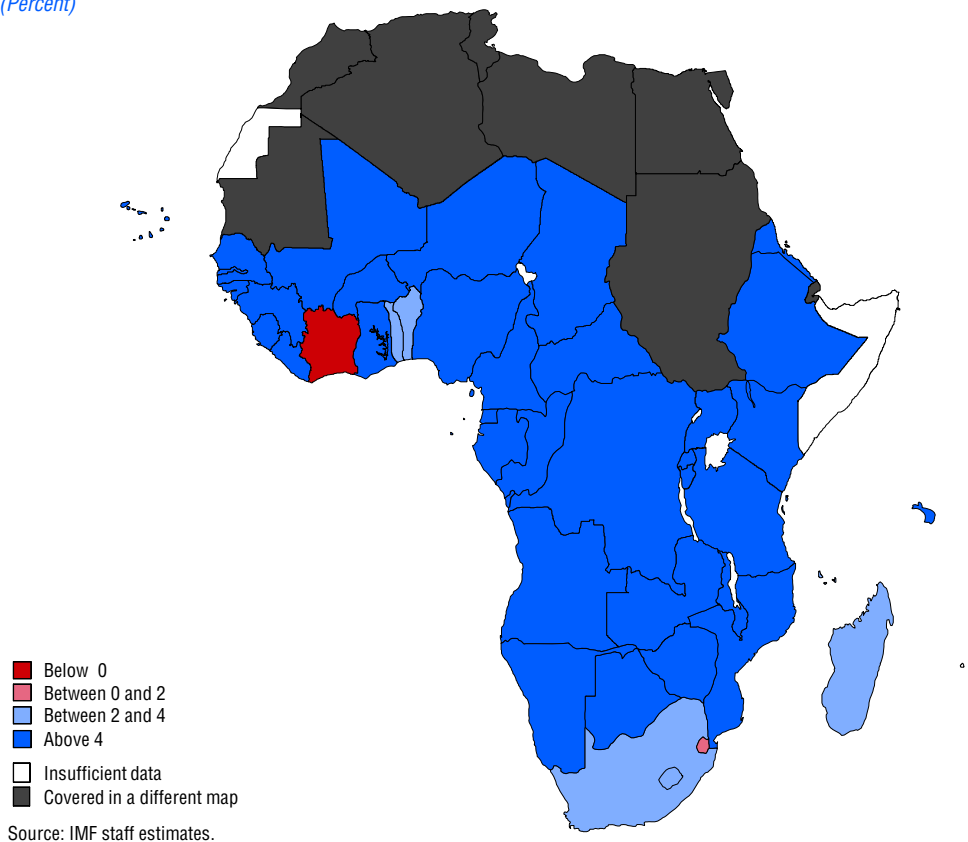 (Percent)
Below 0
Between 0 and 2
Between 2 and 4
Above 4
Insufficient data
Covered in a different map
Source: IMF staff estimates.